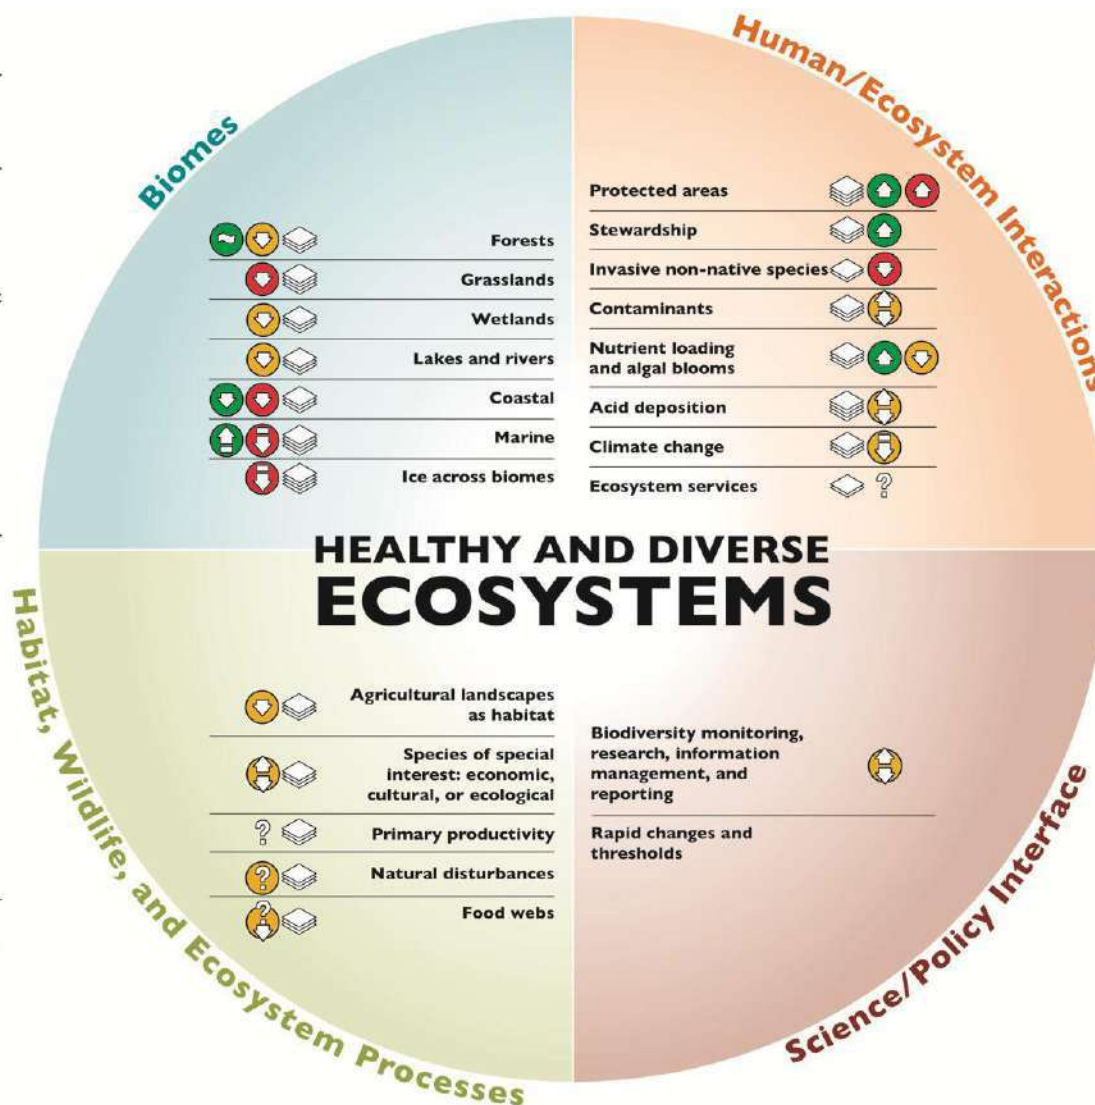 Biomes
Human/Ecosystem Interactions
Forests
Grasslands
Wetlands
Lakes and rivers
Coastal
Marine
Ice across biomes
Protected areas
Stewardship
Invasive non-native species
Contaminants
Nutrient loading
and algal blooms
Acid deposition
Climate change
Ecosystem services
?
HEALTHY AND DIVERSE
ECOSYSTEMS
Habitat, Wildlife, and Ecosystem Processes
Agricultural landscapes
as habitat
Species of special
interest: economic,
cultural, or ecological
? Primary productivity
? Natural disturbances
? Food webs
Biodiversity monitoring,
research, information
management, and
reporting
Rapid changes and
thresholds
Science/Policy Interface